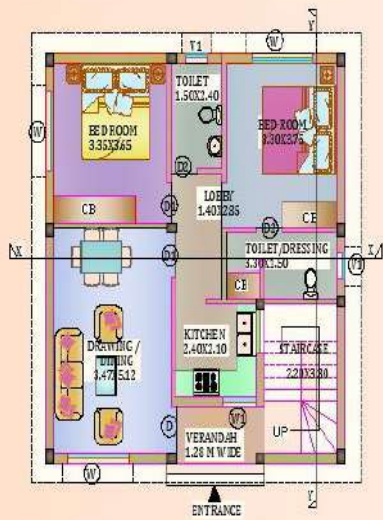 Y
V1
W
TOILET
1.50X2.40
W
BED ROOM
3.35X3.65
BED-ROOM
3.30X3.75
D2
LOBBY
1.40X2.85
CB
D1
CB
D2
X
D1
TOILET/DRESSING
3.30X1.50
X
V1
CB
KITCHEN
2.40X2.10
DRAWING /
DINING
3.47X5.12
STAIRCASE
2.20X3.80
D
W1
UP
VERANDAH
1.28 M WIDE
W
Y
ENTRANCE